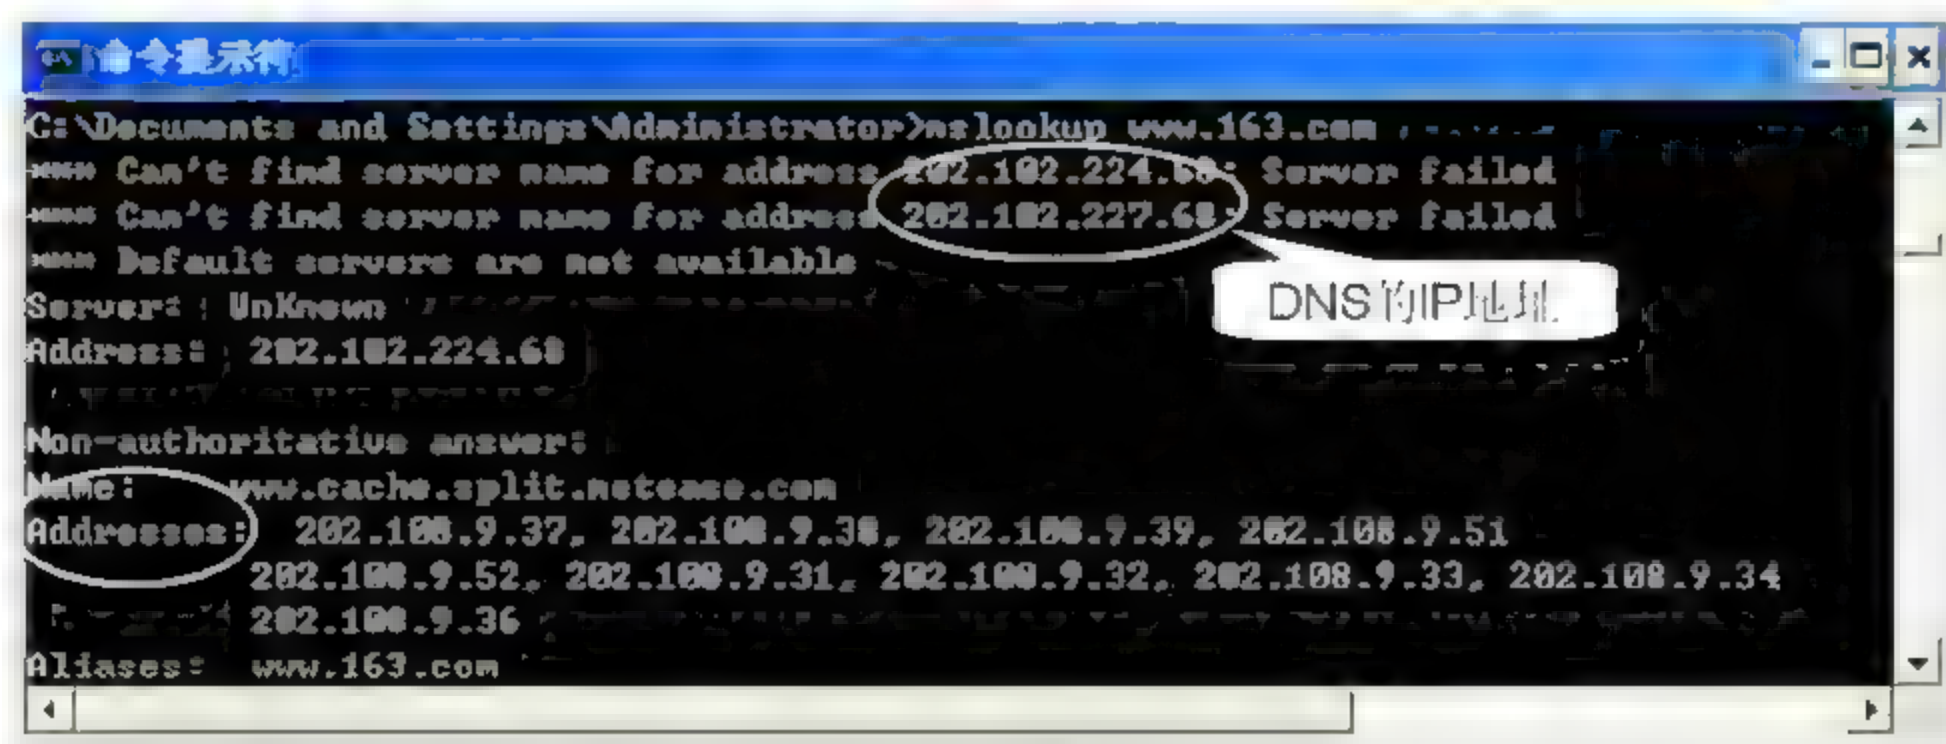 命令提示符
C:\Documents and Settings\Administrator>nslookup www.163.com
*** Can't find server name for address 202.102.224.68: Server failed
*** Can't find server name for address 202.102.227.68: Server failed
*** Default servers are not available
Server:  UnKnown
Address:  202.102.224.68
DNS的IP地址
Non-authoritative answer:
Name:    www.cache.split.netease.com
Addresses:  202.108.9.37, 202.108.9.38, 202.108.9.39, 202.108.9.51
202.108.9.52, 202.108.9.31, 202.108.9.32, 202.108.9.33, 202.108.9.34
202.108.9.36
Aliases:  www.163.com